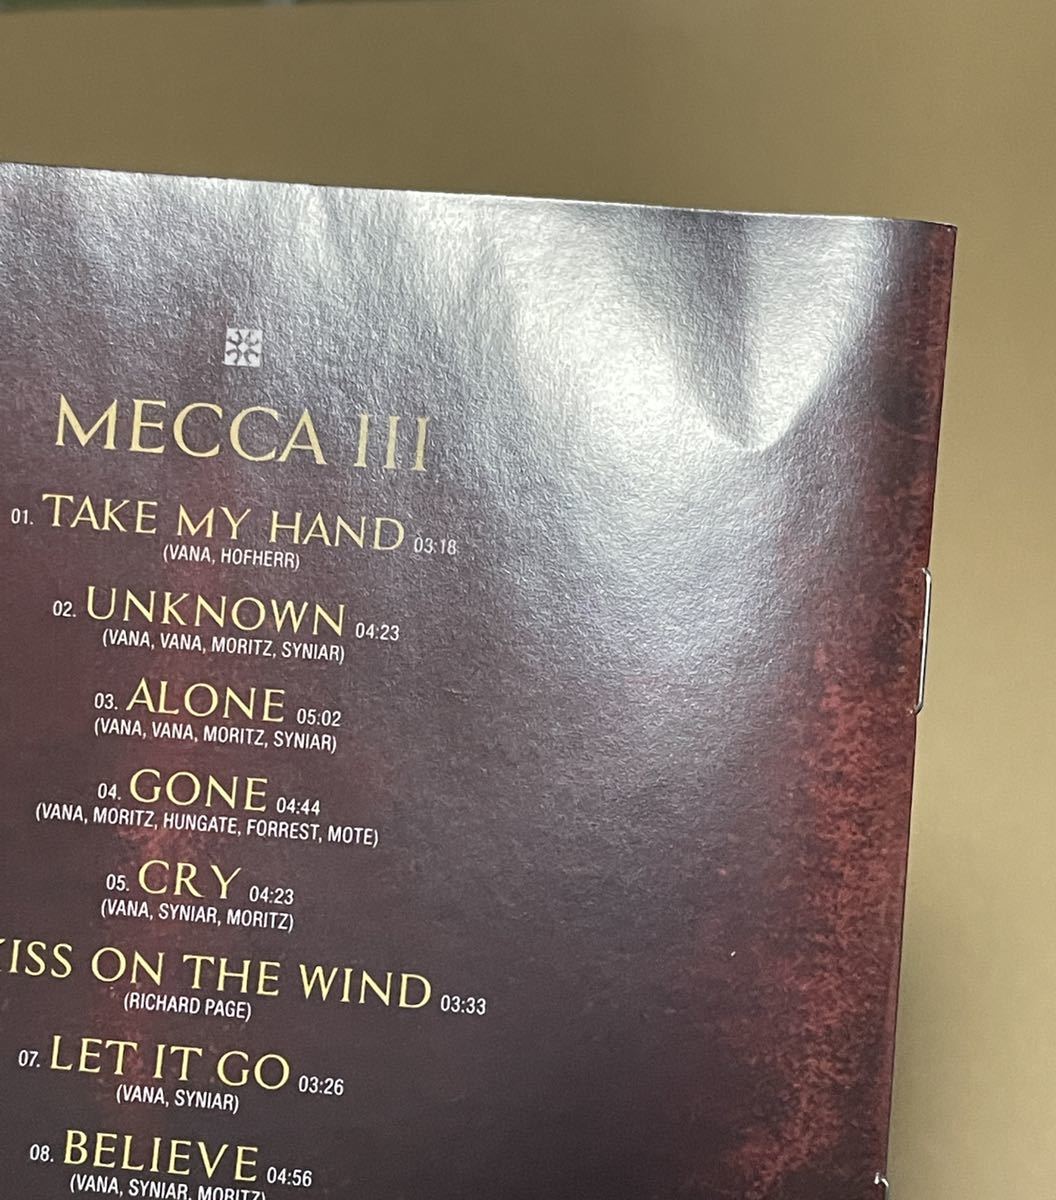 MECCA III
01. TAKE MY HAND 03:18
(VANA, HOFHERR)
02. UNKNOWN 04:23
(VANA, VANA, MORITZ, SYNIAR)
03. ALONE 05:02
(VANA, VANA, MORITZ, SYNIAR)
04. GONE 04:44
(VANA, MORITZ, HUNGATE, FORREST, MOTE)
05. CRY 04:23
(VANA, SYNIAR, MORITZ)
KISS ON THE WIND 03:33
(RICHARD PAGE)
07. LET IT GO 03:26
(VANA, SYNIAR)
08. BELIEVE 04:56
(VANA, SYNIAR, MORITZ)